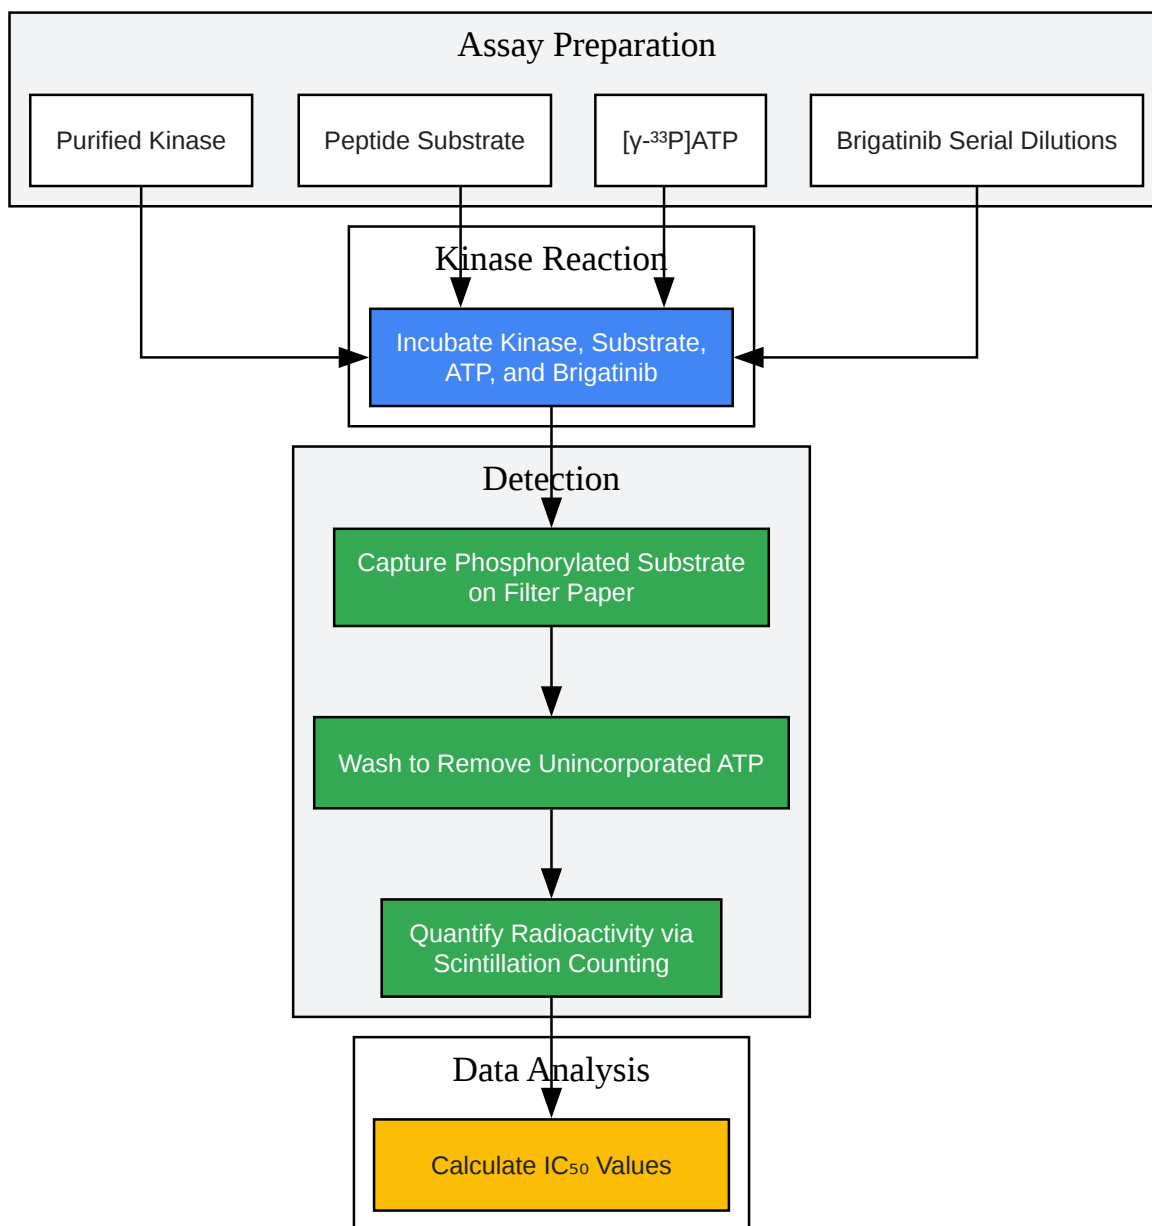 Assay Preparation
Purified Kinase
Peptide Substrate
[γ-³³P]ATP
Brigatinib Serial Dilutions
Kinase Reaction
Incubate Kinase, Substrate,
ATP, and Brigatinib
Detection
Capture Phosphorylated Substrate
on Filter Paper
Wash to Remove Unincorporated ATP
Quantify Radioactivity via
Scintillation Counting
Data Analysis
Calculate IC₅₀ Values